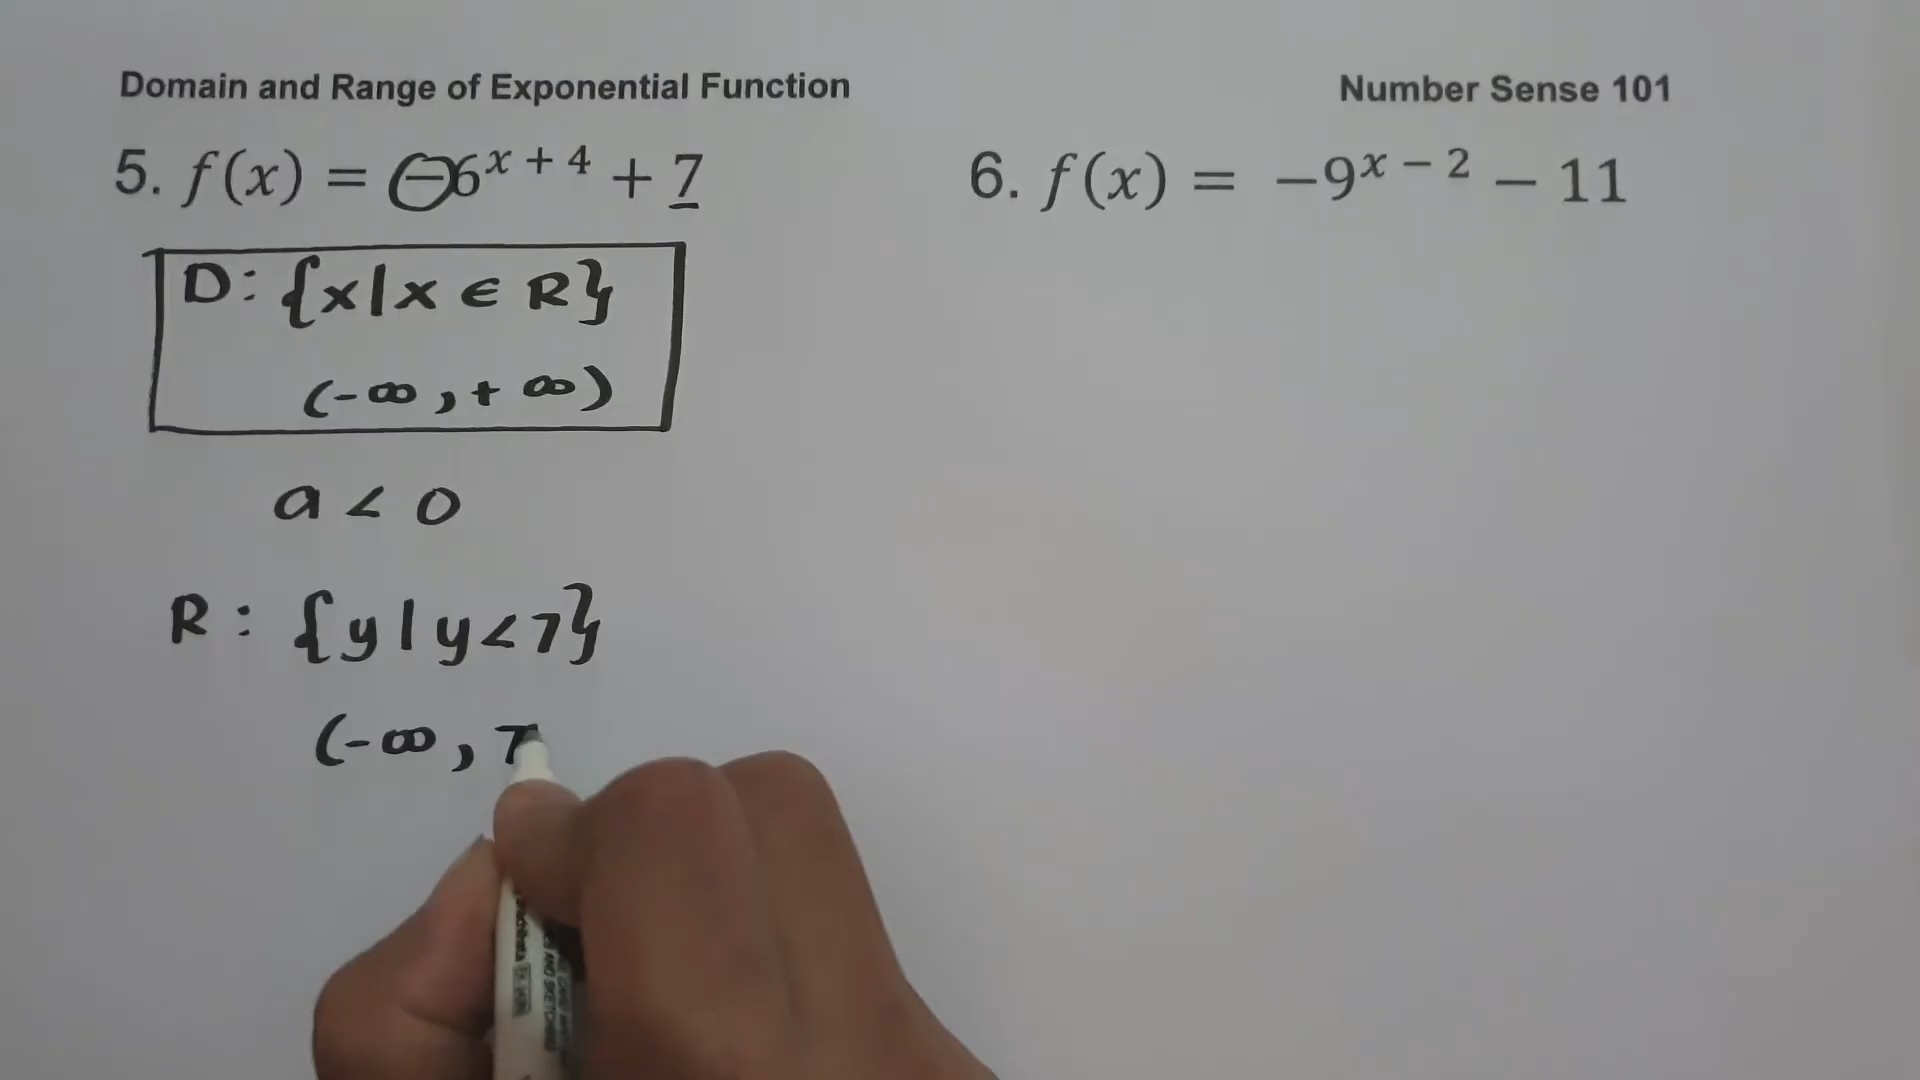 Domain and Range of Exponential Function
Number Sense 101
5. f(x) = −6^{x + 4} + 7
D: {x|x ∈ R}
(-∞, + ∞)
a < 0
R: {y|y<7}
(-∞, 7
6. f(x) = −9^{x − 2} − 11